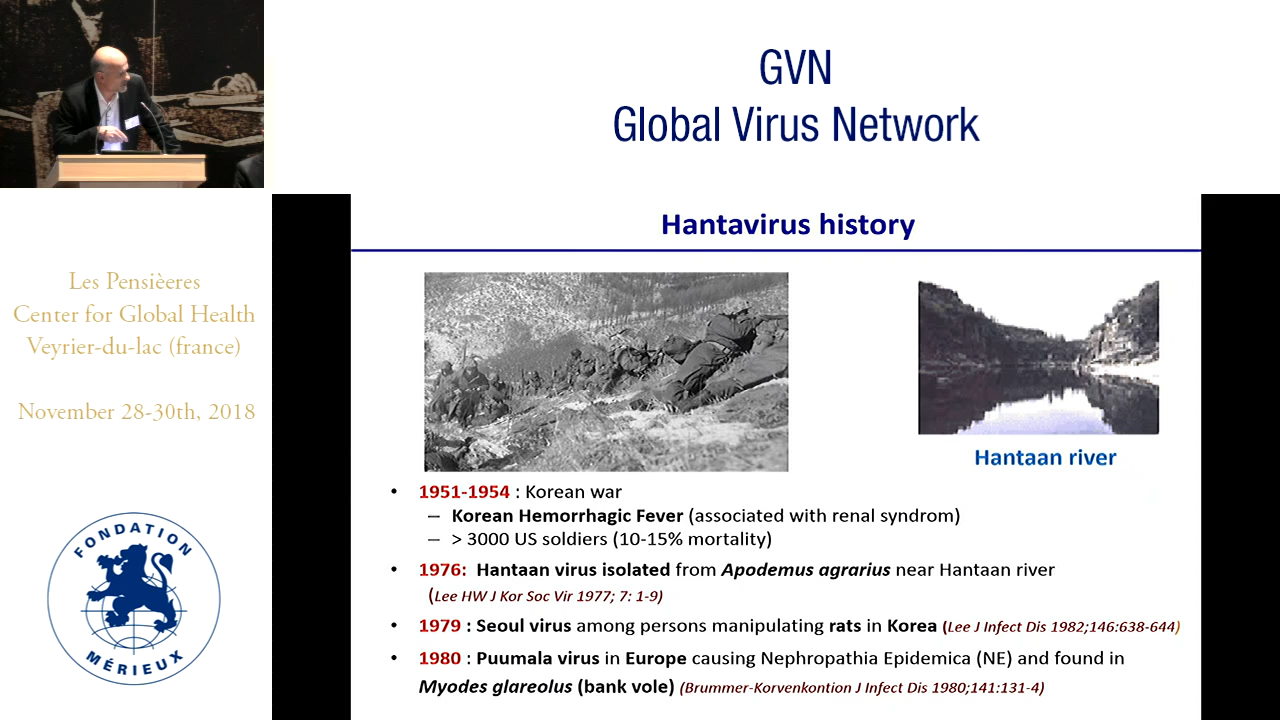 GVN
Global Virus Network
Les Pensièeres
Center for Global Health
Veyrier-du-lac (france)
November 28-30th, 2018
FONDATION
MÉRIEUX
Hantavirus history
Hantaan river
• 1951-1954 : Korean war
– Korean Hemorrhagic Fever (associated with renal syndrom)
– > 3000 US soldiers (10-15% mortality)
• 1976: Hantaan virus isolated from Apodemus agrarius near Hantaan river
(Lee HW J Kor Soc Vir 1977; 7: 1-9)
• 1979 : Seoul virus among persons manipulating rats in Korea (Lee J Infect Dis 1982;146:638-644)
• 1980 : Puumala virus in Europe causing Nephropathia Epidemica (NE) and found in
Myodes glareolus (bank vole) (Brummer-Korvenkontion J Infect Dis 1980;141:131-4)